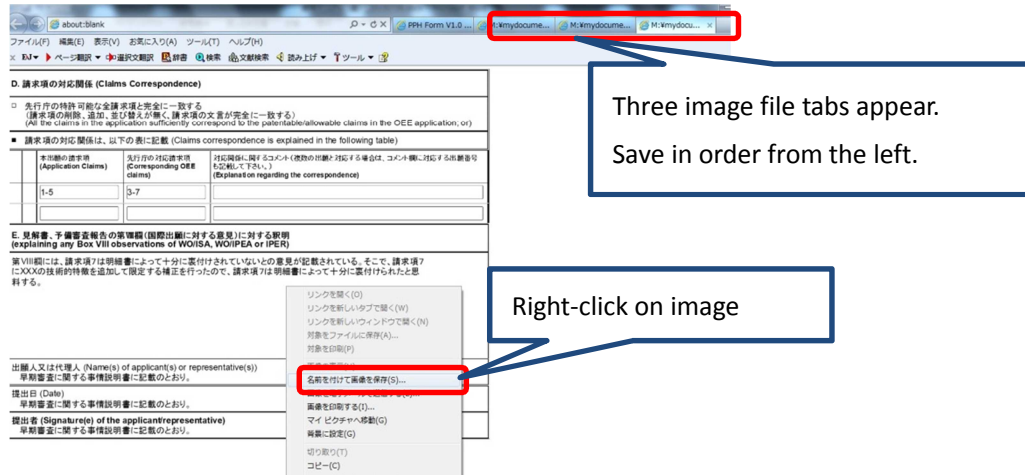 about:blank
PPH Form V1.0 ...
M:¥mydocume...
M:¥mydocume...
M:¥mydocu...
ファイル(F) 編集(E) 表示(V) お気に入り(A) ツール(T) ヘルプ(H)
ページ翻訳 選択文翻訳 辞書 検索 文献検索 読み上げ ツール
D. 請求項の対応関係 (Claims Correspondence)
先行庁の特許可能な全請求項と完全に一致する
(請求項の削除、追加、並び替えが無く、請求項の文言が完全に一致する)
(All the claims in the application sufficiently correspond to the patentable/allowable claims in the OEE application; or)
請求項の対応関係は、以下の表に記載 (Claims correspondence is explained in the following table)
本出願の請求項
(Application Claims)
先行庁の対応請求項
(Corresponding OEE
claims)
対応関係に関するコメント(複数の出願と対応する場合は、コメント欄に対応する出願番号
も記載して下さい。)
(Explanation regarding the correspondence)
1-5
3-7
E. 見解書、予備審査報告の第Ⅷ欄(国際出願に対する意見)に対する釈明
(explaining any Box VIII observations of WO/ISA, WO/IPEA or IPER)
第VIII欄には、請求項7は明細書によって十分に裏付けされていないとの意見が記載されている。そこで、請求項7
にXXXの技術的特徴を追加して限定する補正を行ったので、請求項7は明細書によって十分に裏付けられたと思
料する。
出願人又は代理人 (Name(s) of applicant(s) or representative(s))
早期審査に関する事情説明書に記載のとおり。
提出日 (Date)
早期審査に関する事情説明書に記載のとおり。
提出者 (Signature(e) of the applicant/representative)
早期審査に関する事情説明書に記載のとおり。
リンクを開く(O)
リンクを新しいタブで開く(W)
リンクを新しいウィンドウで開く(N)
対象をファイルに保存(A)...
対象を印刷(P)
名前を付けて画像を保存(S)...
画像を印刷する(I)...
マイ ピクチャへ移動(G)
背景に設定(G)
切り取り(T)
コピー(C)
Three image file tabs appear.
Save in order from the left.
Right-click on image